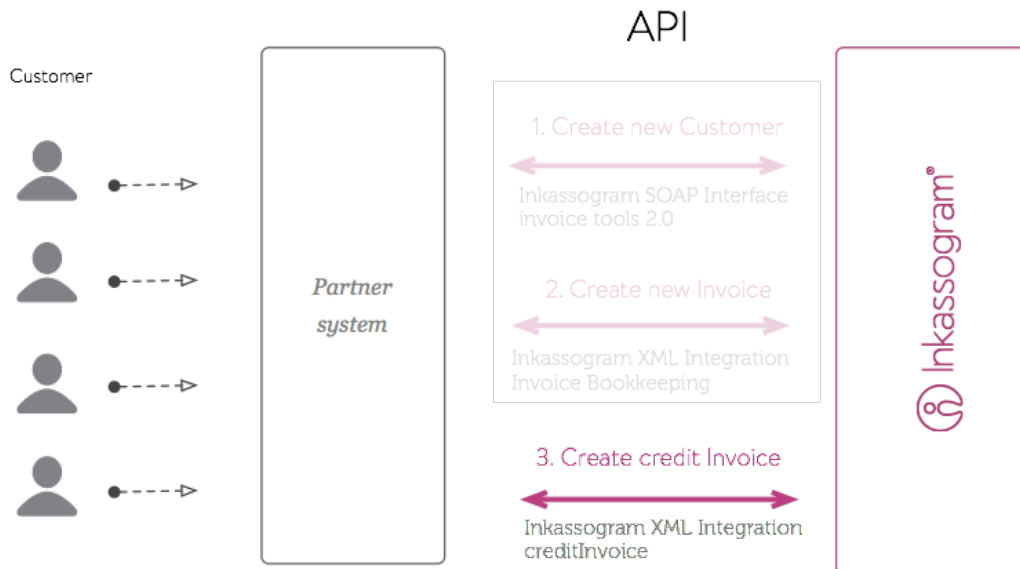 API
Customer
1. Create new Customer
Inkassogram SOAP Interface
invoice tools 2.0
Partner
system
2. Create new Invoice
Inkassogram XML Integration
Invoice Bookkeeping
3. Create credit Invoice
Inkassogram XML Integration
creditInvoice
Inkassogram®